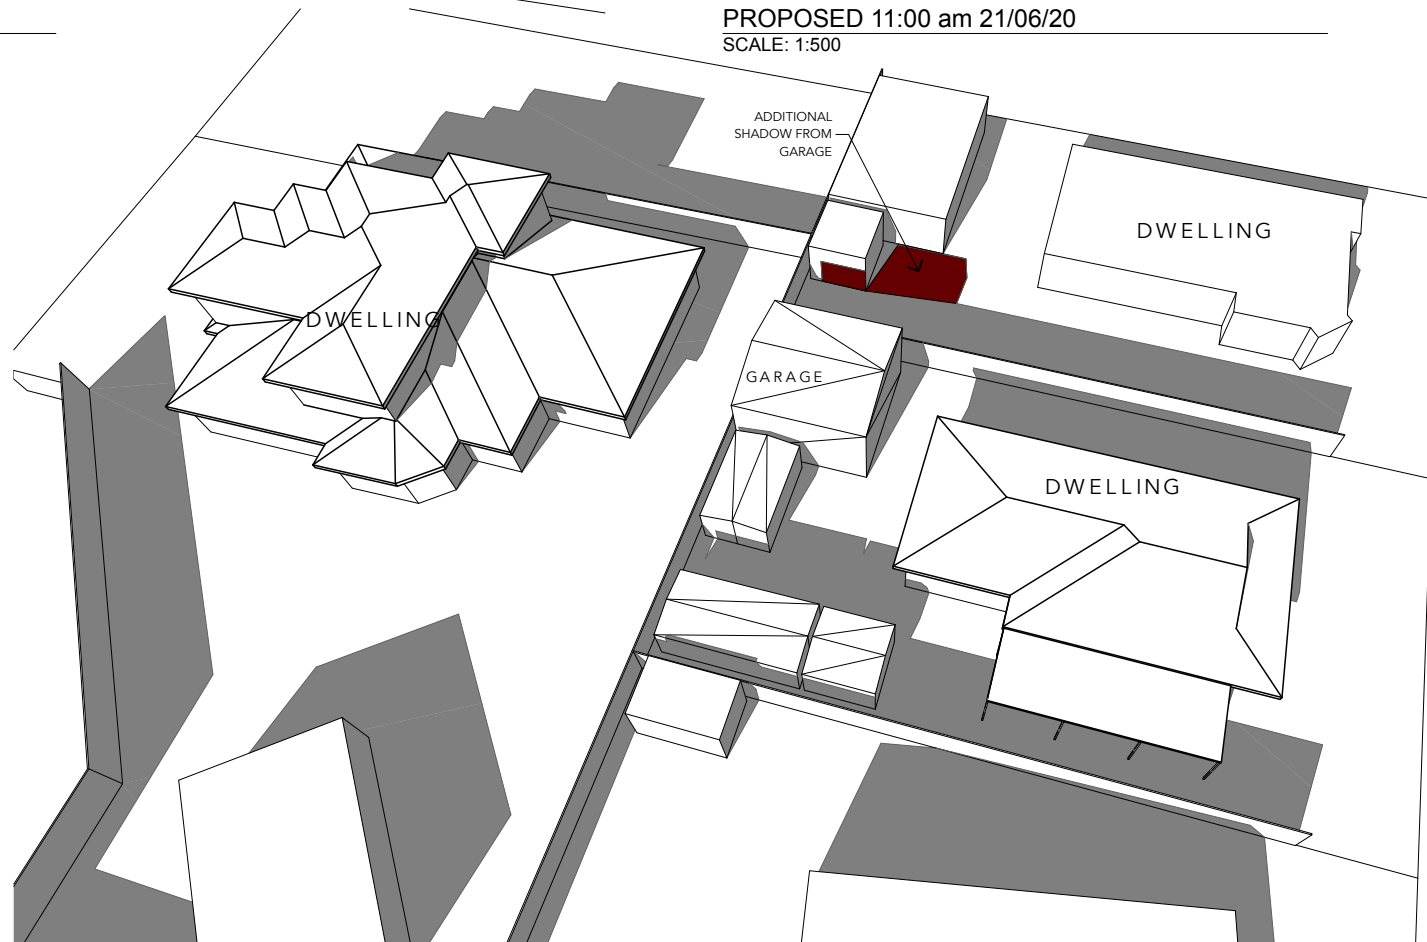 PROPOSED 11:00 am 21/06/20
SCALE: 1:500
ADDITIONAL
SHADOW FROM
GARAGE
DWELLING
DWELLING
GARAGE
DWELLING